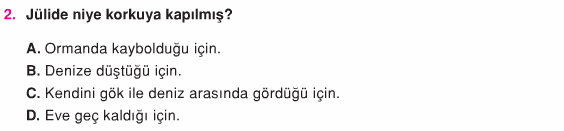 2. Jülide niye korkuya kapılmış?
A. Ormanda kaybolduğu için.
B. Denize düştüğü için.
C. Kendini gök ile deniz arasında gördüğü için.
D. Eve geç kaldığı için.